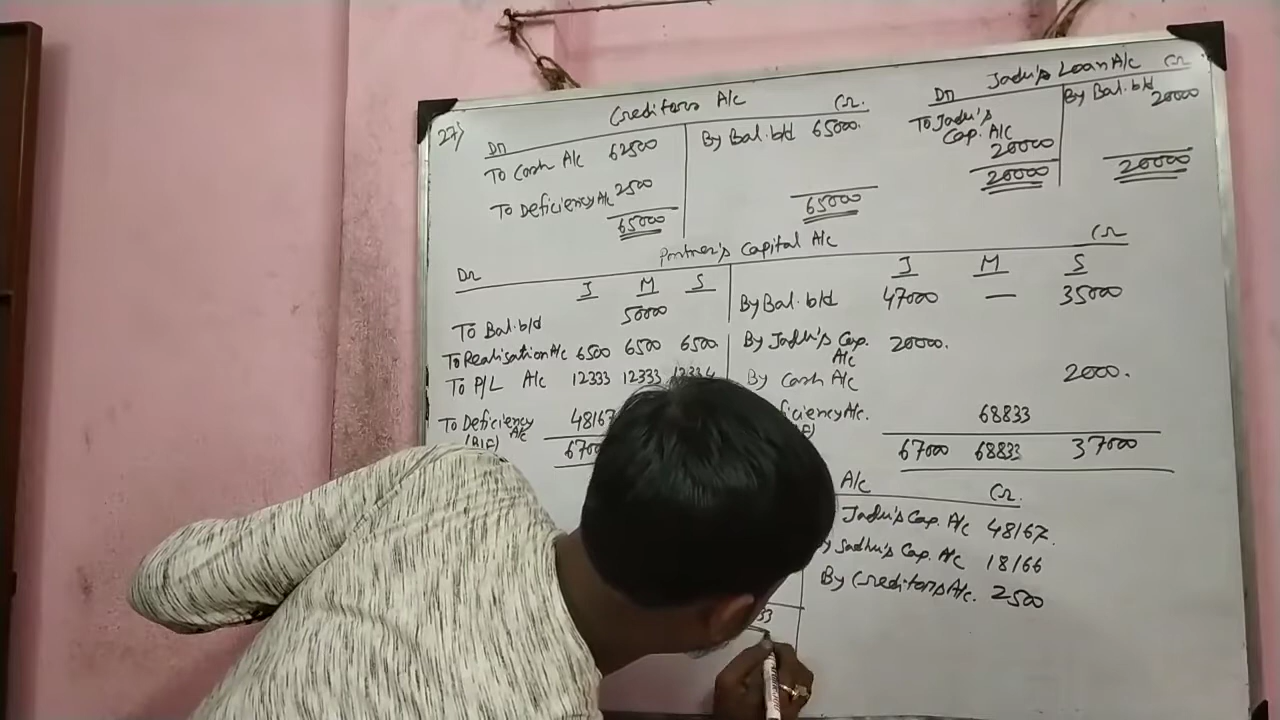 27)
Creditors A/c
Dr
Cr.
To Cash A/c 62500
By Bal. b/d 65000.
To Deficiency A/c 2500
65000
65000
Jadu's Loan A/c
Dr
Cr
To Jadu's
Cap. A/c
20000
By Bal. b/d 20000
20000
20000
Partner's Capital A/c
Dr
Cr
J M S
J M S
To Bal. b/d 50000
By Bal. b/d 47000 — 35000
To Realisation A/c 6500 6500 6500
By Jadu's Cap. A/c 20000.
To P/L A/c 12333 12333 12334
By Cash A/c 2000.
To Deficiency A/c
(B/F)
48167
ficiency A/c. 68833
67000 68833 37000
A/c
Cr.
Jadu's Cap. A/c 48167.
Sadhu's Cap. A/c 18166
By Creditors A/c. 2500
33